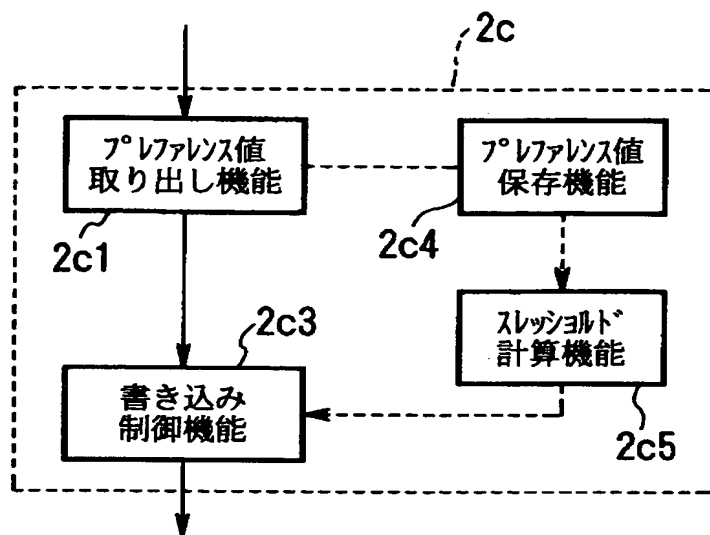 2c
プレファレンス値
取り出し機能
2c1
プレファレンス値
保存機能
2c4
2c3
書き込み
制御機能
スレッショルド
計算機能
2c5